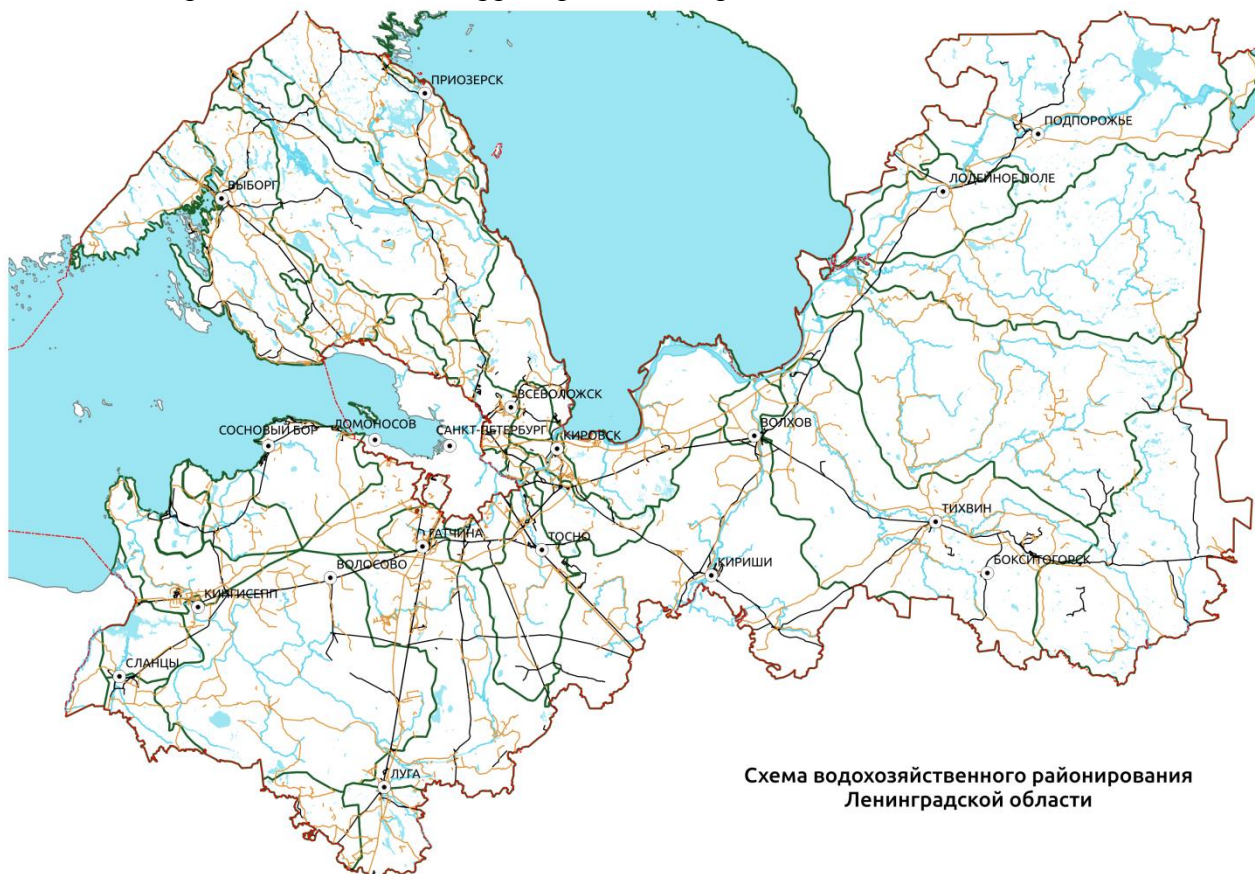 ПРИОЗЕРСК
ПОДПОРОЖЬЕ
ЛОДЕЙНОЕ ПОЛЕ
ВЫБОРГ
ВСЕВОЛОЖСК
СОСНОВЫЙ БОР
ЛОМОНОСОВ
САНКТ-ПЕТЕРБУРГ
КИРОВСК
ВОЛХОВ
ТИХВИН
ГАТЧИНА
ТОСНО
ВОЛОСОВО
КИРИШИ
БОКСИТОГОРСК
КИНГИСЕПП
СЛАНЦЫ
ЛУГА
Схема водохозяйственного районирования
Ленинградской области